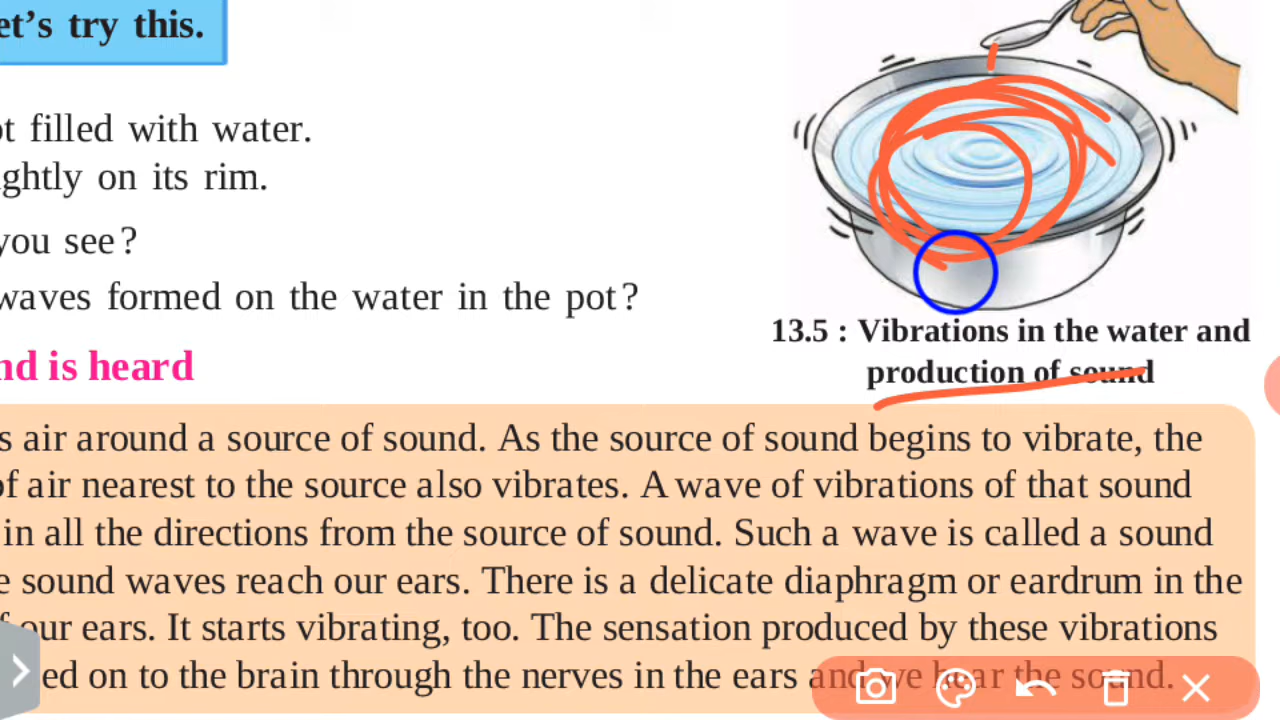 et's try this.
ot filled with water.
ghtly on its rim.
you see?
waves formed on the water in the pot?
13.5 : Vibrations in the water and
production of sound
nd is heard
s air around a source of sound. As the source of sound begins to vibrate, the
of air nearest to the source also vibrates. A wave of vibrations of that sound
in all the directions from the source of sound. Such a wave is called a sound
e sound waves reach our ears. There is a delicate diaphragm or eardrum in the
f our ears. It starts vibrating, too. The sensation produced by these vibrations
ed on to the brain through the nerves in the ears and we hear the sound.